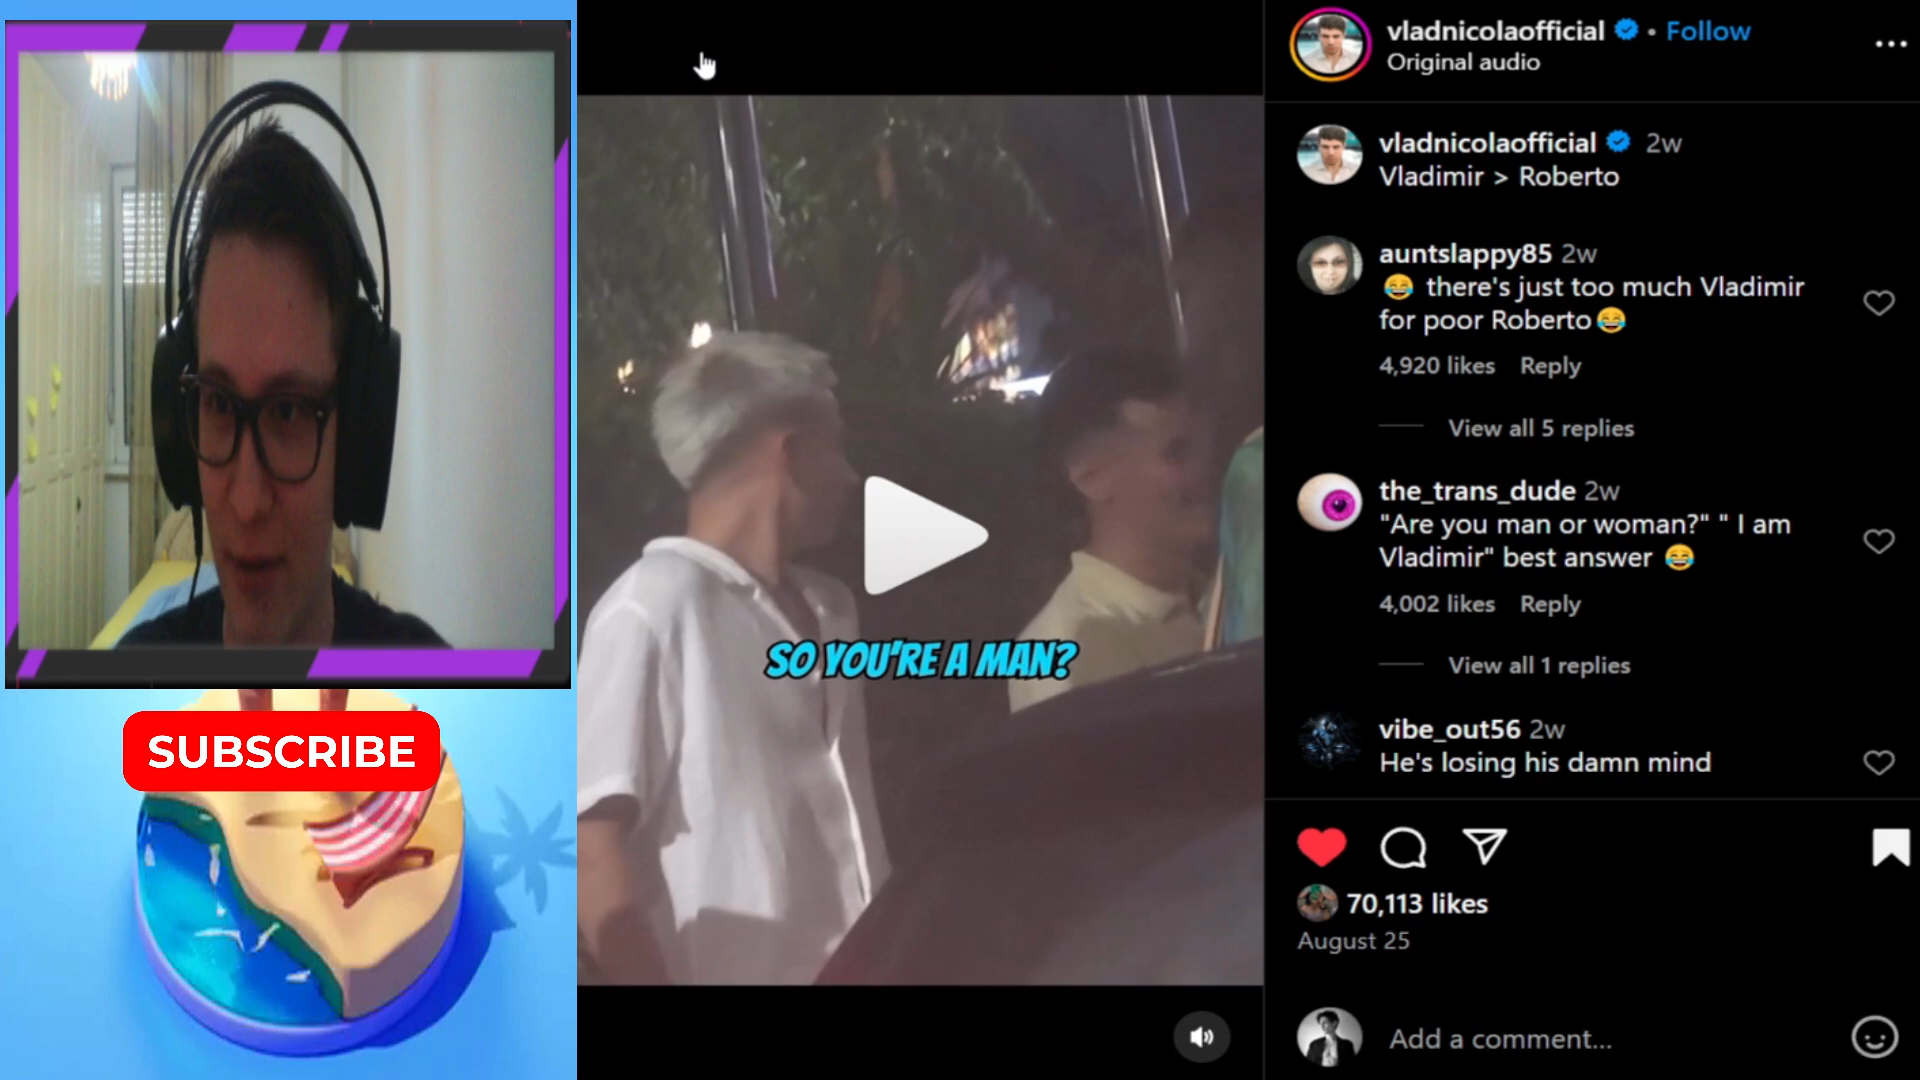 SUBSCRIBE
SO YOU'RE A MAN?
vladnicolaofficial • Follow
Original audio
vladnicolaofficial 2w
Vladimir > Roberto
auntslappy85 2w
😂 there's just too much Vladimir
for poor Roberto😂
4,920 likes Reply
View all 5 replies
the_trans_dude 2w
"Are you man or woman?" " I am
Vladimir" best answer 😂
4,002 likes Reply
View all 1 replies
vibe_out56 2w
He's losing his damn mind
70,113 likes
August 25
Add a comment...